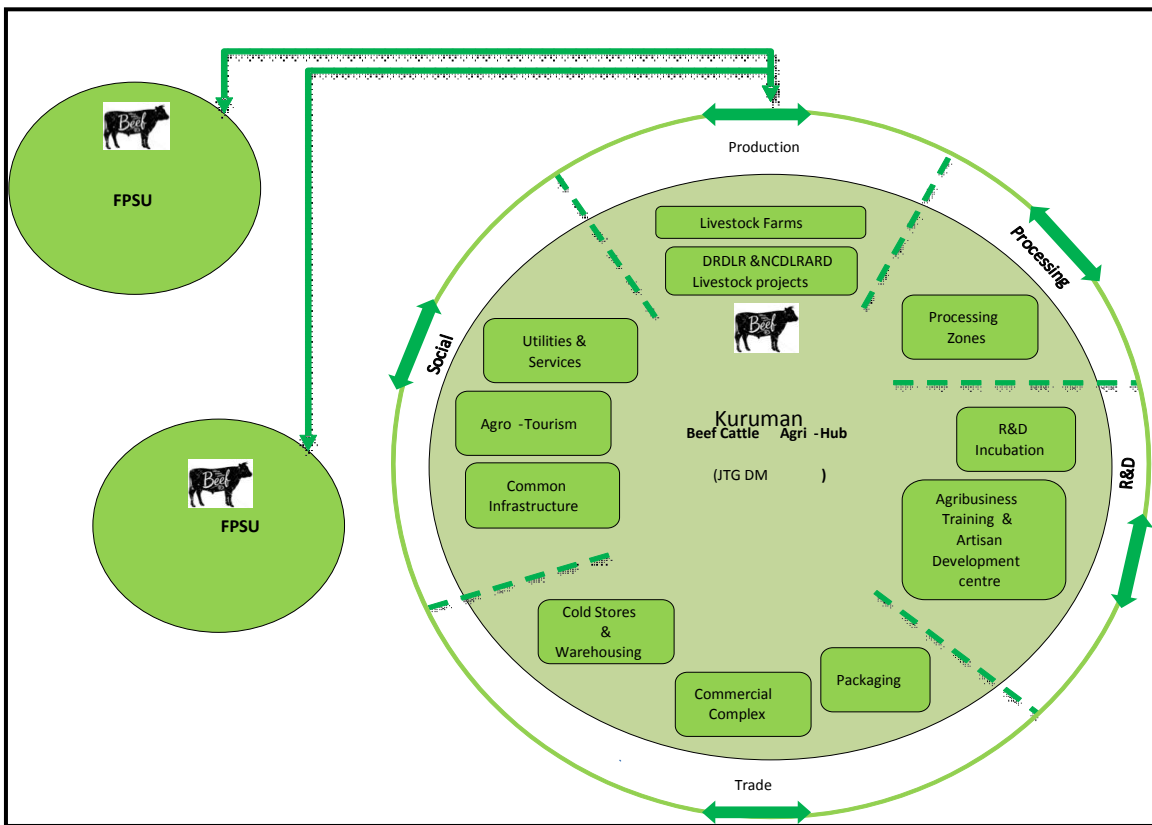 Beef
FPSU
Beef
FPSU
Production
Processing
R&D
Trade
Social
Livestock Farms
DRDLR &NCDLRARD
Livestock projects
Beef
Processing
Zones
R&D
Incubation
Agribusiness
Training &
Artisan
Development
centre
Packaging
Commercial
Complex
Cold Stores
&
Warehousing
Common
Infrastructure
Agro -Tourism
Utilities &
Services
Kuruman
Beef Cattle Agri -Hub
(JTG DM )